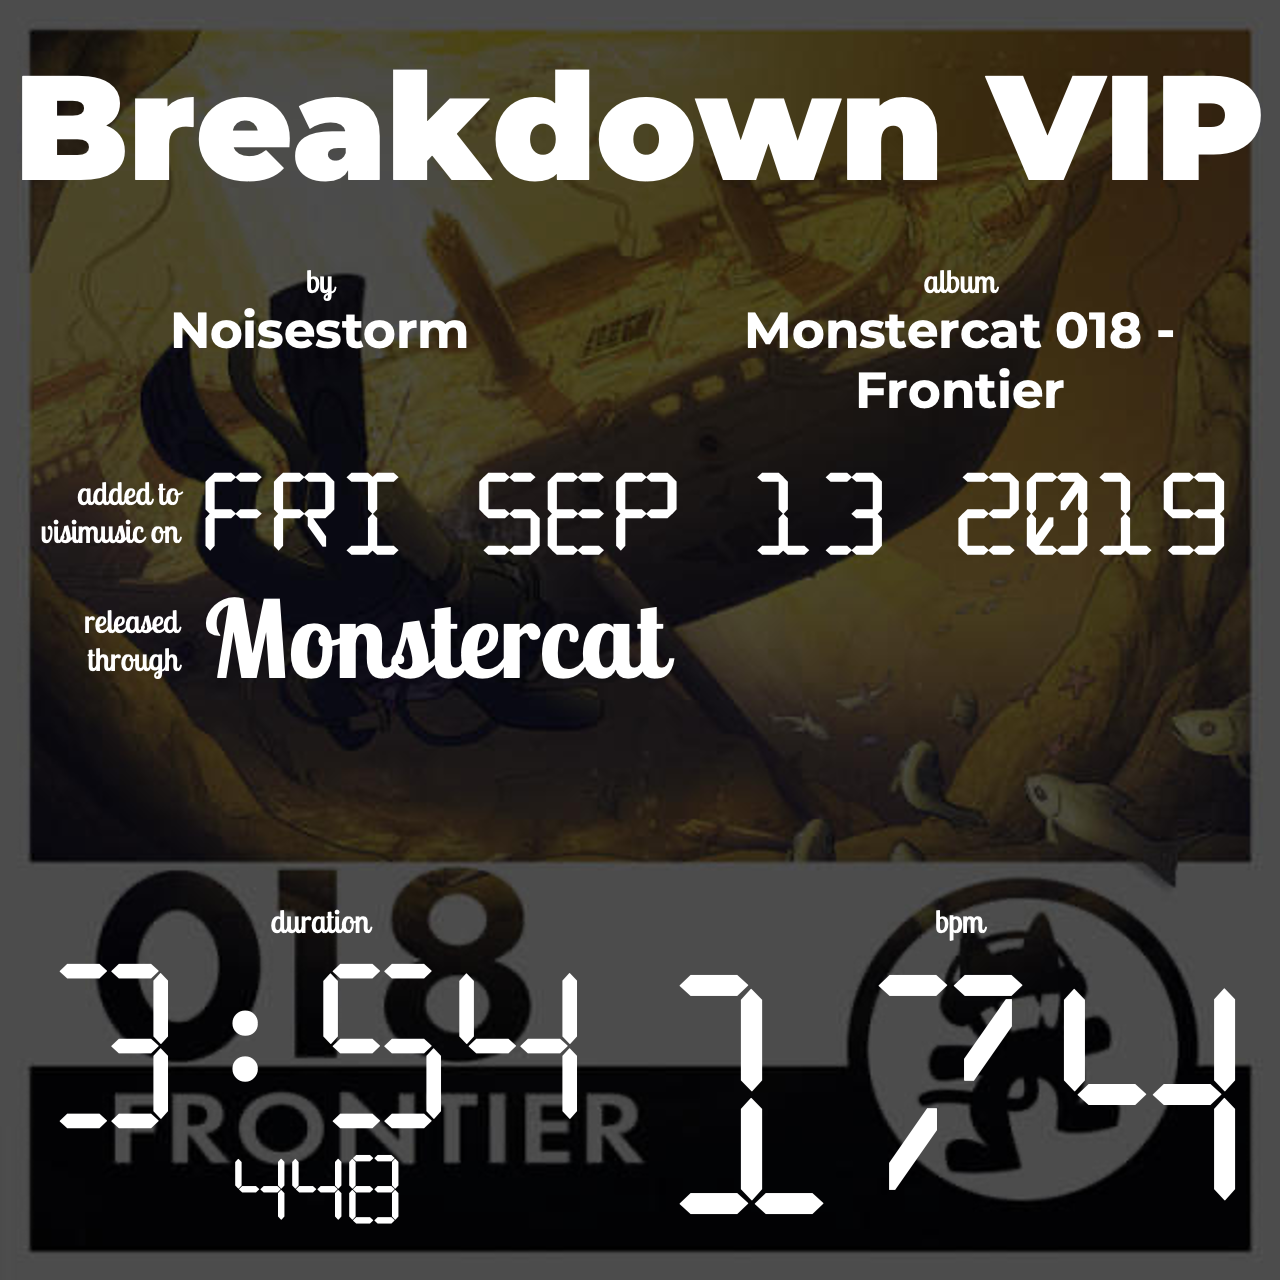 Breakdown VIP
by
Noisestorm
album
Monstercat 018 -
Frontier
added to
visimusic on
FRI SEP 13 2019
released
through
Monstercat
018
FRONTIER
duration
3:54
448
bpm
174